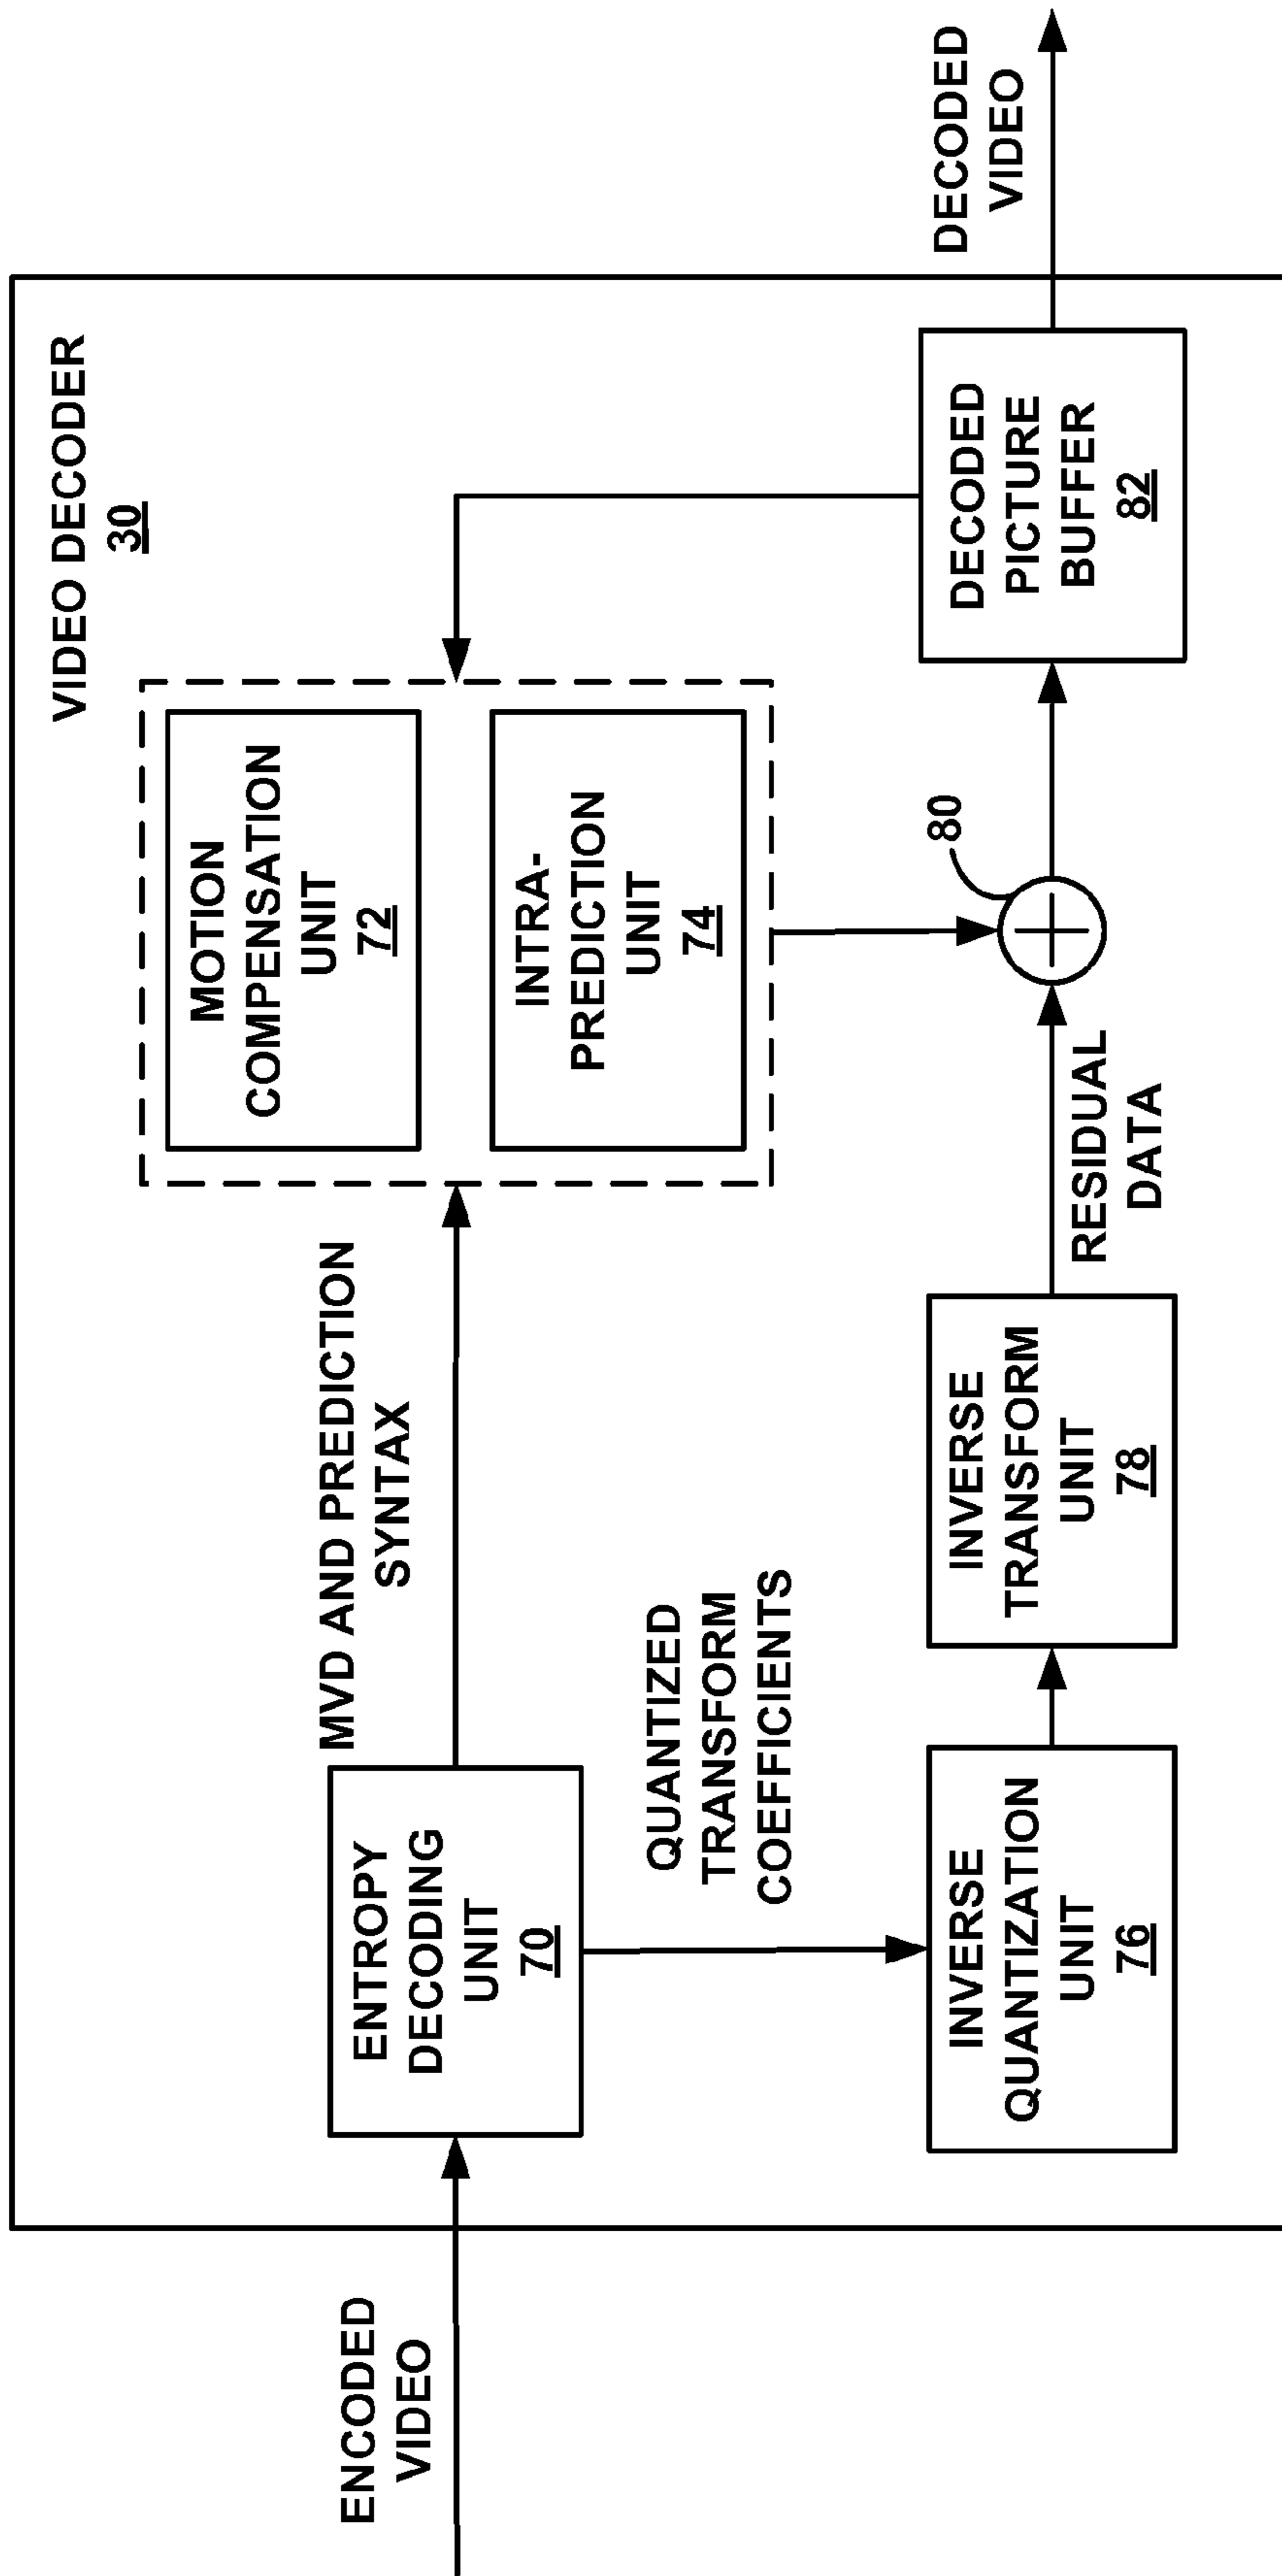 VIDEO DECODER
30
ENCODED
VIDEO
ENTROPY
DECODING
UNIT
70
MVD AND PREDICTION
SYNTAX
MOTION
COMPENSATION
UNIT
72
INTRA-
PREDICTION
UNIT
74
QUANTIZED
TRANSFORM
COEFFICIENTS
INVERSE
QUANTIZATION
UNIT
76
INVERSE
TRANSFORM
UNIT
78
RESIDUAL
DATA
80
DECODED
PICTURE
BUFFER
82
DECODED
VIDEO